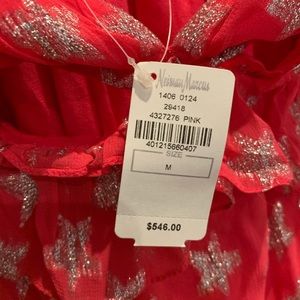 Neiman Marcus
1406 0124
29418
4327276 PINK
401215660407
SIZE
M
$546.00